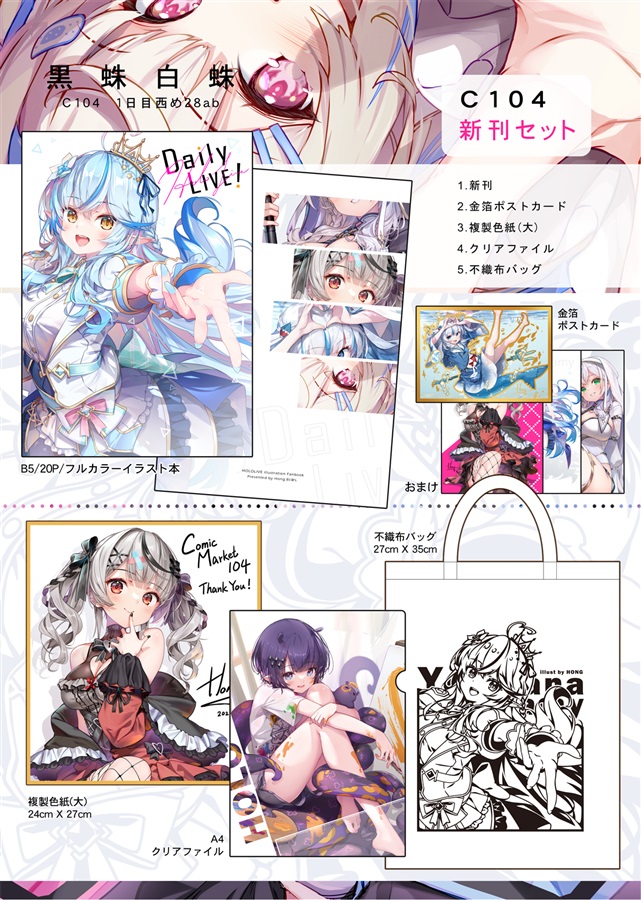 黒蛛白蛛
C104 1日目西め28ab
C104
新刊セット
1.新刊
2.金箔ポストカード
3.複製色紙(大)
4.クリアファイル
5.不織布バッグ
Daily
LIVE!
HOLOLIVE Illustration Fanbook
B5/20P/フルカラーイラスト本
金箔
ポストカード
おまけ
不織布バッグ
27cm X 35cm
Comic
Market
104
Thank You!
illust by HONG
HOLO
複製色紙(大)
24cm X 27cm
A4
クリアファイル